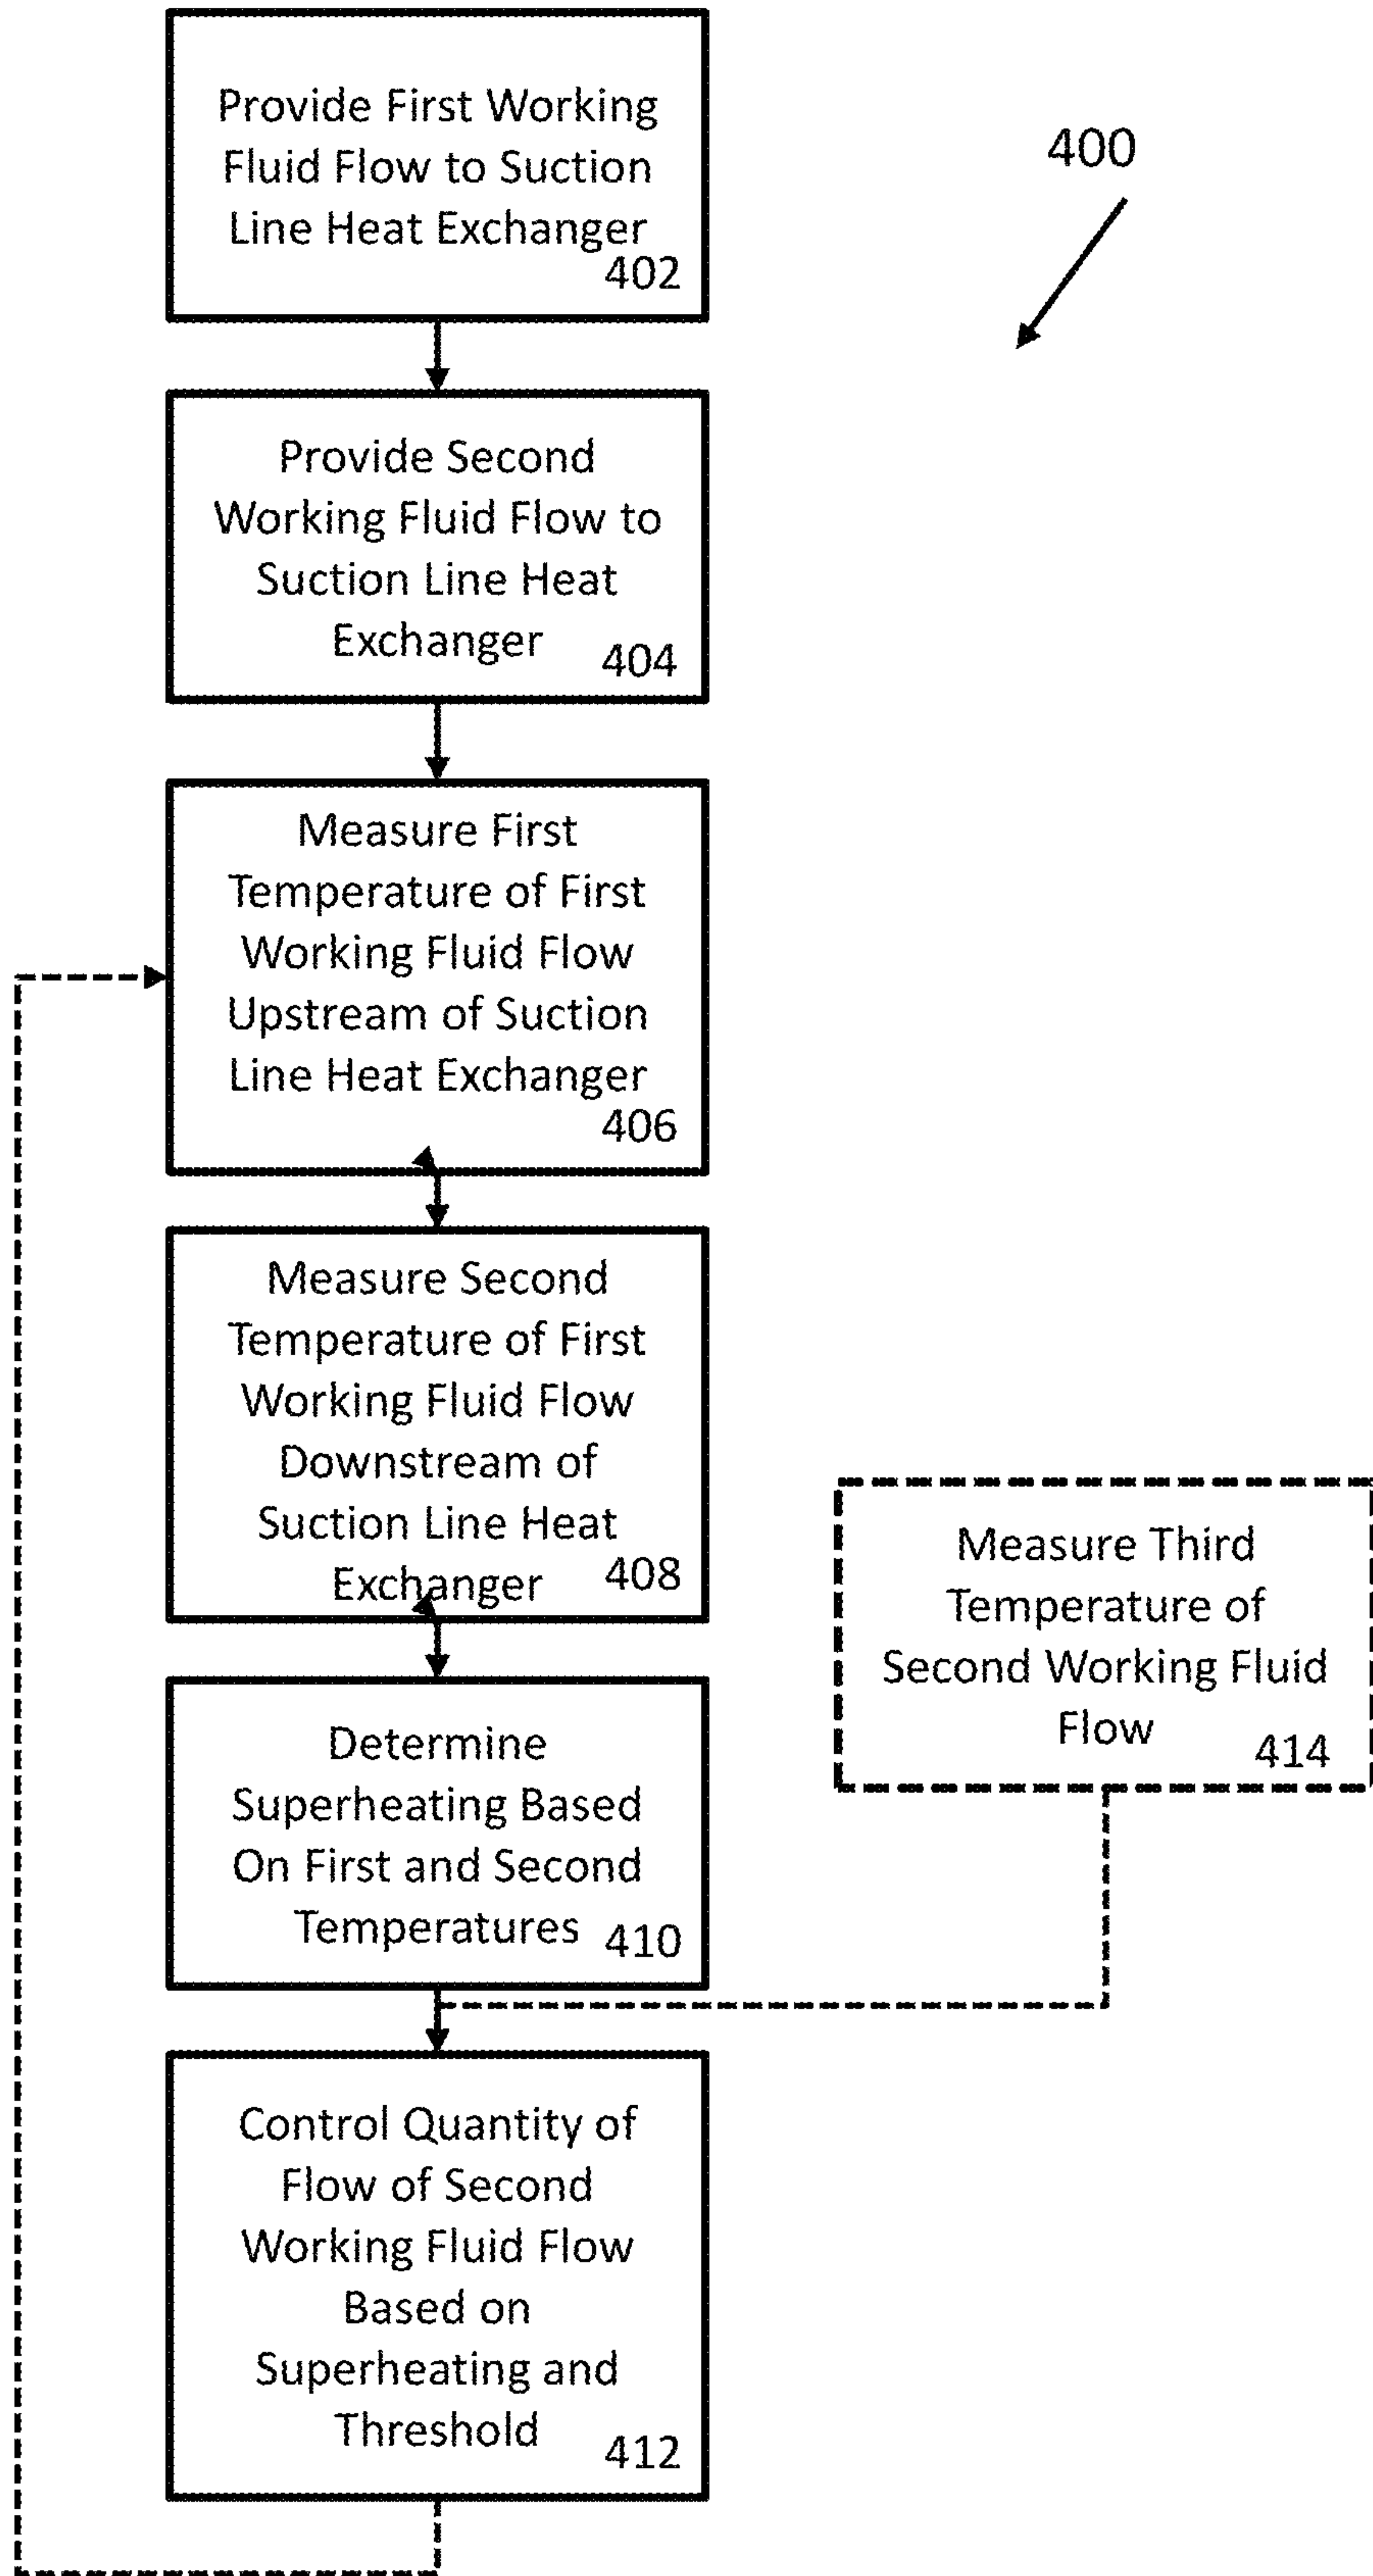 Provide First Working
Fluid Flow to Suction
Line Heat Exchanger
402
400
Provide Second
Working Fluid Flow to
Suction Line Heat
Exchanger
404
Measure First
Temperature of First
Working Fluid Flow
Upstream of Suction
Line Heat Exchanger
406
Measure Second
Temperature of First
Working Fluid Flow
Downstream of
Suction Line Heat
Exchanger
408
Measure Third
Temperature of
Second Working Fluid
Flow
414
Determine
Superheating Based
On First and Second
Temperatures
410
Control Quantity of
Flow of Second
Working Fluid Flow
Based on
Superheating and
Threshold
412